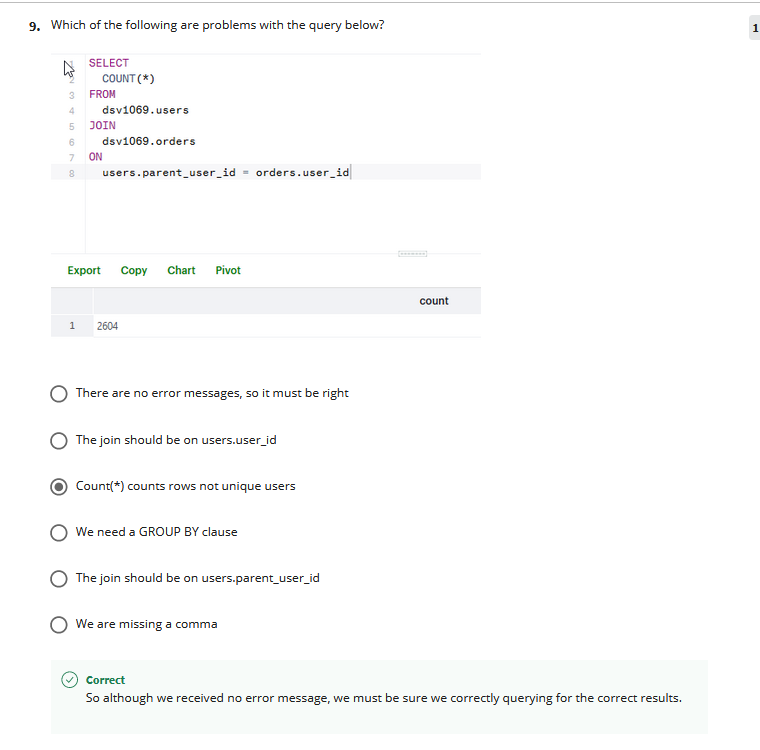 9. Which of the following are problems with the query below?
1
1 SELECT
2 COUNT(*)
3 FROM
4 dsv1069.users
5 JOIN
6 dsv1069.orders
7 ON
8 users.parent_user_id = orders.user_id
Export Copy Chart Pivot
count
1 2604
There are no error messages, so it must be right
The join should be on users.user_id
Count(*) counts rows not unique users
We need a GROUP BY clause
The join should be on users.parent_user_id
We are missing a comma
Correct
So although we received no error message, we must be sure we correctly querying for the correct results.